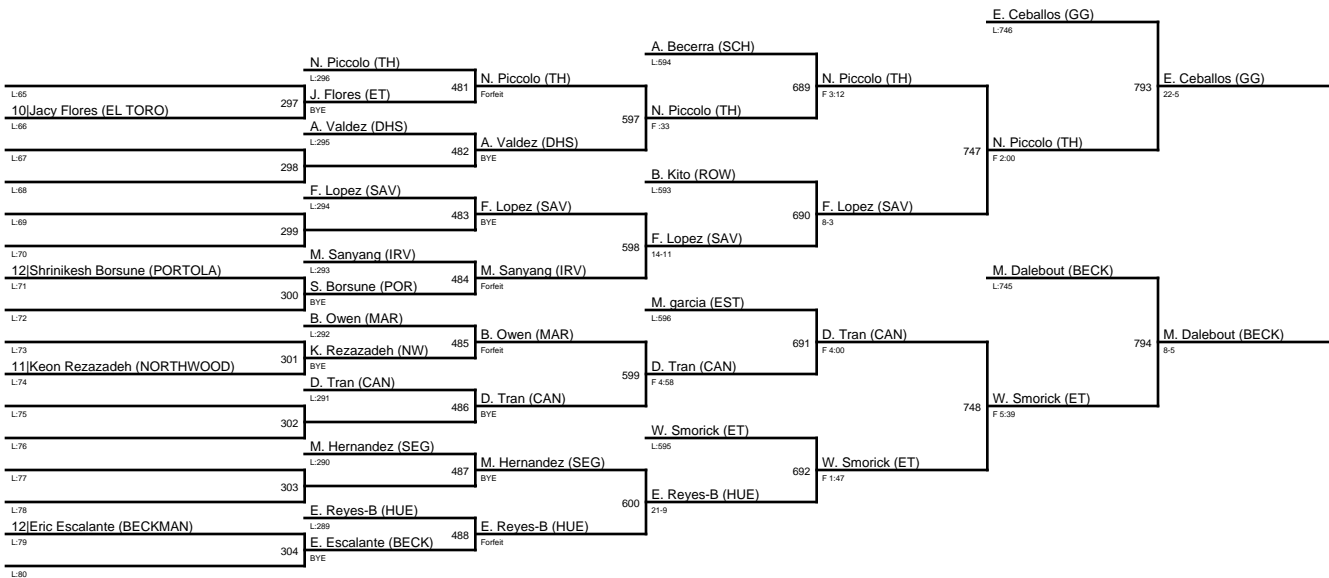 L:65
10|Jacy Flores (EL TORO)
L:66
L:67
L:68
L:69
L:70
12|Shrinikesh Borsune (PORTOLA)
L:71
L:72
L:73
11|Keon Rezazadeh (NORTHWOOD)
L:74
L:75
L:76
L:77
L:78
12|Eric Escalante (BECKMAN)
L:79
L:80
297
298
299
300
301
302
303
304
N. Piccolo (TH)
L:296
J. Flores (ET)
BYE
A. Valdez (DHS)
L:295
F. Lopez (SAV)
L:294
M. Sanyang (IRV)
L:293
S. Borsune (POR)
BYE
B. Owen (MAR)
L:292
K. Rezazadeh (NW)
BYE
D. Tran (CAN)
L:291
M. Hernandez (SEG)
L:290
E. Reyes-B (HUE)
L:289
E. Escalante (BECK)
BYE
481
482
483
484
485
486
487
488
N. Piccolo (TH)
Forfeit
A. Valdez (DHS)
BYE
F. Lopez (SAV)
BYE
M. Sanyang (IRV)
Forfeit
B. Owen (MAR)
Forfeit
D. Tran (CAN)
BYE
M. Hernandez (SEG)
BYE
E. Reyes-B (HUE)
Forfeit
597
598
599
600
A. Becerra (SCH)
L:594
N. Piccolo (TH)
F :33
B. Kito (ROW)
L:593
F. Lopez (SAV)
14-11
M. garcia (EST)
L:596
D. Tran (CAN)
F 4:58
W. Smorick (ET)
L:595
E. Reyes-B (HUE)
21-9
689
690
691
692
N. Piccolo (TH)
F 3:12
F. Lopez (SAV)
8-3
D. Tran (CAN)
F 4:00
W. Smorick (ET)
F 1:47
747
748
E. Ceballos (GG)
L:746
N. Piccolo (TH)
F 2:00
M. Dalebout (BECK)
L:745
W. Smorick (ET)
F 5:39
793
794
E. Ceballos (GG)
22-5
M. Dalebout (BECK)
8-5